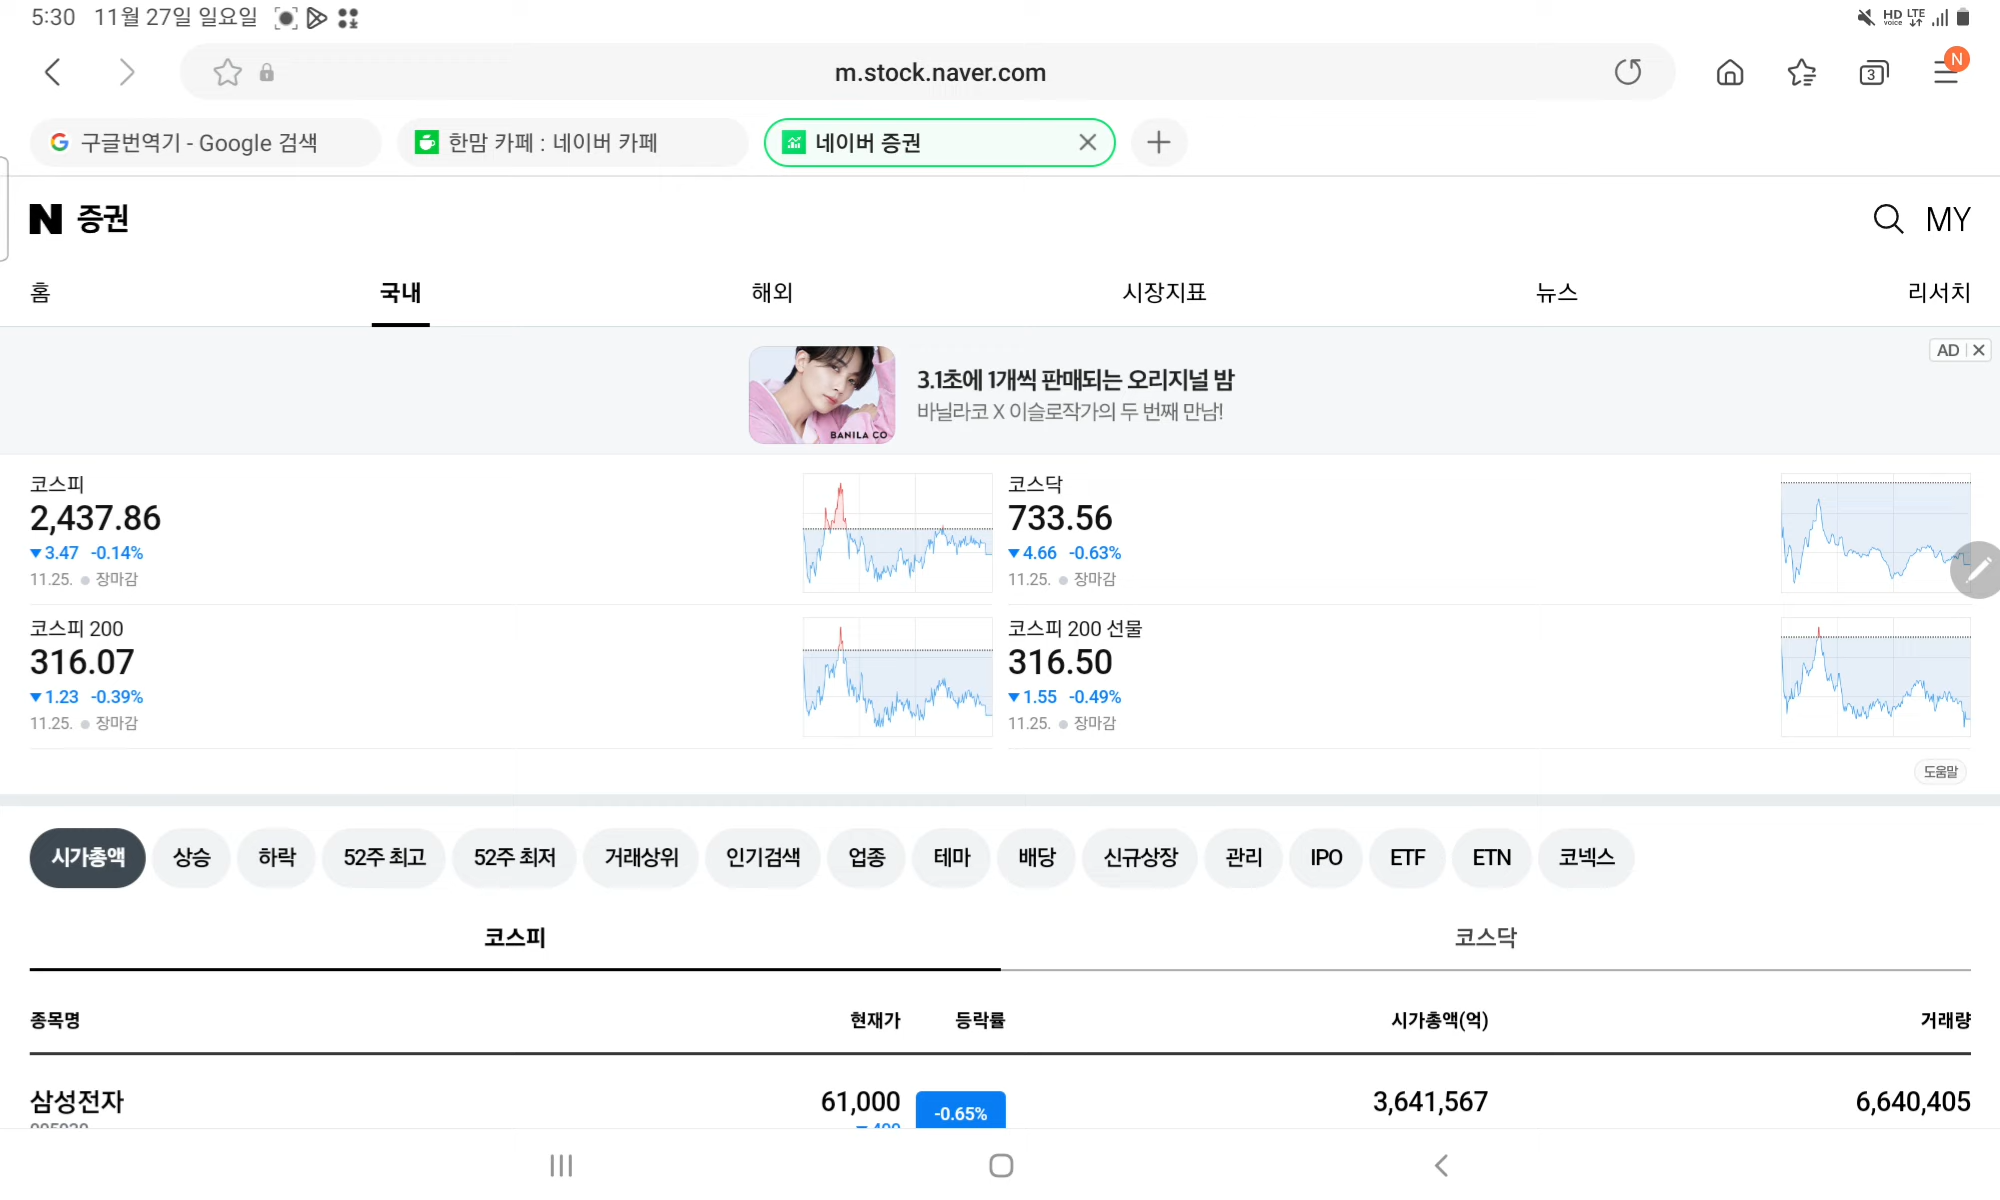 5:30 11월 27일 일요일
HD voice LTE
m.stock.naver.com
3
N
구글번역기 - Google 검색
한맘 카페 : 네이버 카페
네이버 증권
N 증권
MY
홈 국내 해외 시장지표 뉴스 리서치
AD
3.1초에 1개씩 판매되는 오리지널 밤
바닐라코 X 이슬로작가의 두 번째 만남!
BANILA CO
코스피
2,437.86
▼3.47 -0.14%
11.25. 장마감
코스닥
733.56
▼4.66 -0.63%
11.25. 장마감
코스피 200
316.07
▼1.23 -0.39%
11.25. 장마감
코스피 200 선물
316.50
▼1.55 -0.49%
11.25. 장마감
도움말
시가총액 상승 하락 52주 최고 52주 최저 거래상위 인기검색 업종 테마 배당 신규상장 관리 IPO ETF ETN 코넥스
코스피 코스닥
종목명 현재가 등락률 시가총액(억) 거래량
삼성전자 61,000 -0.65% 3,641,567 6,640,405